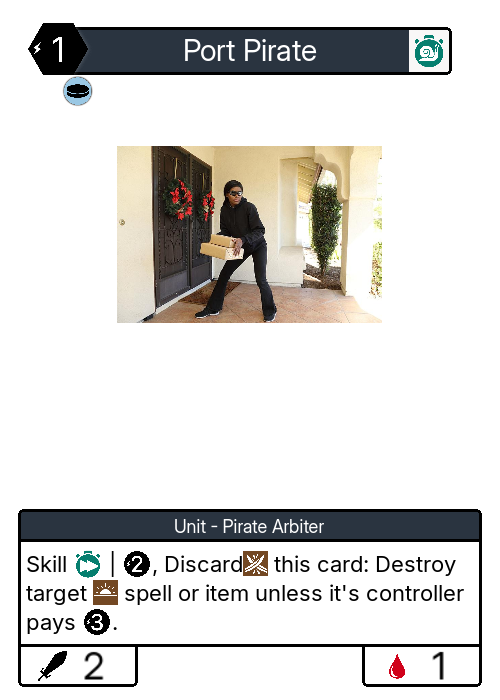 1 Port Pirate
Unit - Pirate Arbiter
Skill | 2, Discard this card: Destroy
target spell or item unless it's controller
pays 3.
2 1